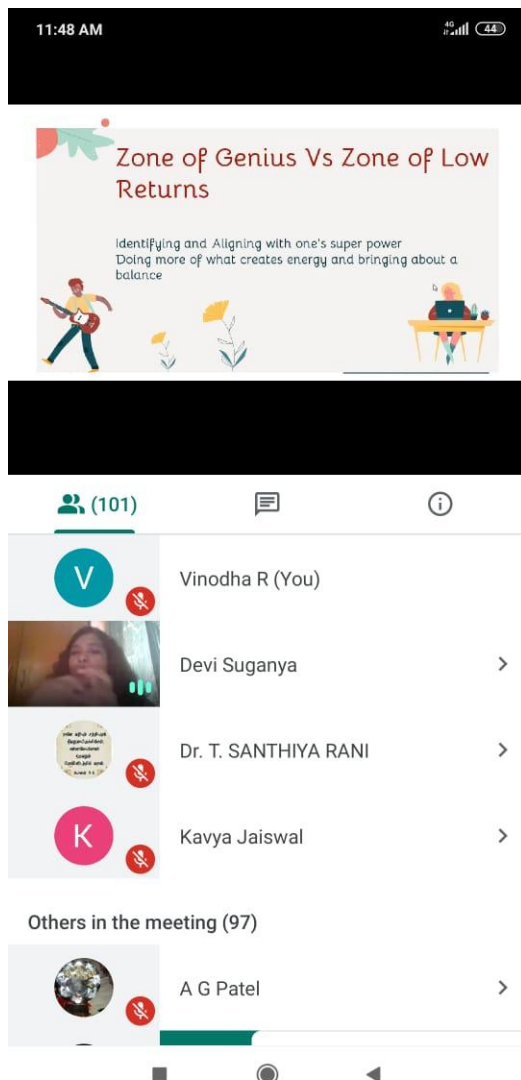 11:48 AM
4G
44
Zone of Genius Vs Zone of Low
Returns
Identifying and Aligning with one's super power
Doing more of what creates energy and bringing about a
balance
(101)
V
Vinodha R (You)
Devi Suganya
Dr. T. SANTHIYA RANI
K
Kavya Jaiswal
Others in the meeting (97)
A G Patel